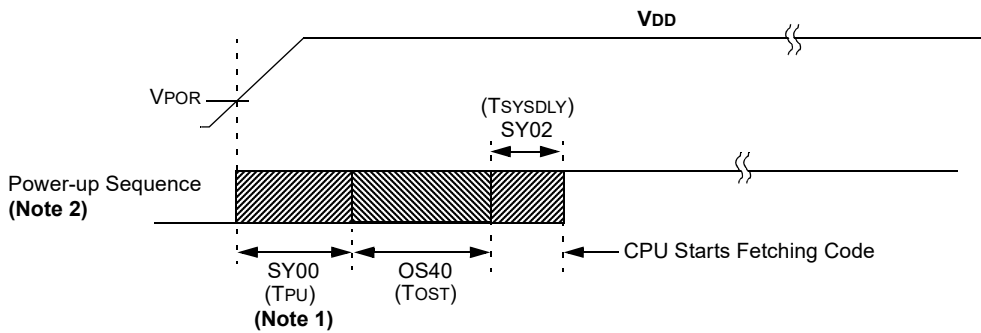 VDD
VPOR
(TSYSDLY)
SY02
Power-up Sequence
(Note 2)
CPU Starts Fetching Code
SY00
(TPU)
(Note 1)
OS40
(TOST)